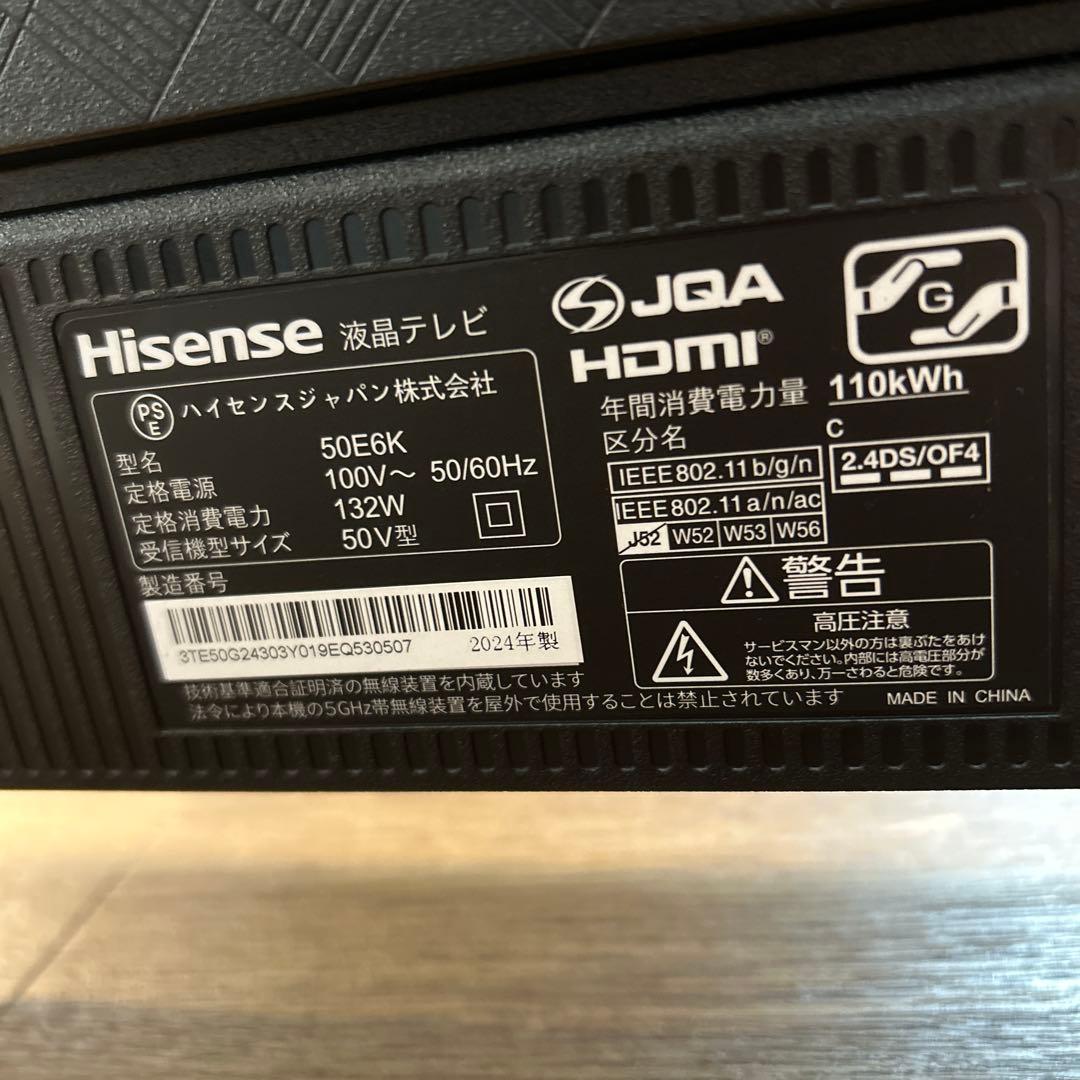 Hisense 液晶テレビ
PS
E
ハイセンスジャパン株式会社
型名 50E6K
定格電源 100V～ 50/60Hz
定格消費電力 132W
受信機型サイズ 50V型
製造番号
3TE50G24303Y019EQ530507 2024年製
技術基準適合証明済の無線装置を内蔵しています
法令により本機の5GHz帯無線装置を屋外で使用することは禁止されています
S JQA
HDMI®
G
年間消費電力量 110kWh
区分名 C
IEEE802.11b/g/n
2.4DS/OF4
IEEE802.11a/n/ac
J52 W52 W53 W56
警告
高圧注意
サービスマン以外の方は裏ぶたをあけ
ないでください。内部には高電圧部分が
数多くあり、万一さわると危険です。
MADE IN CHINA